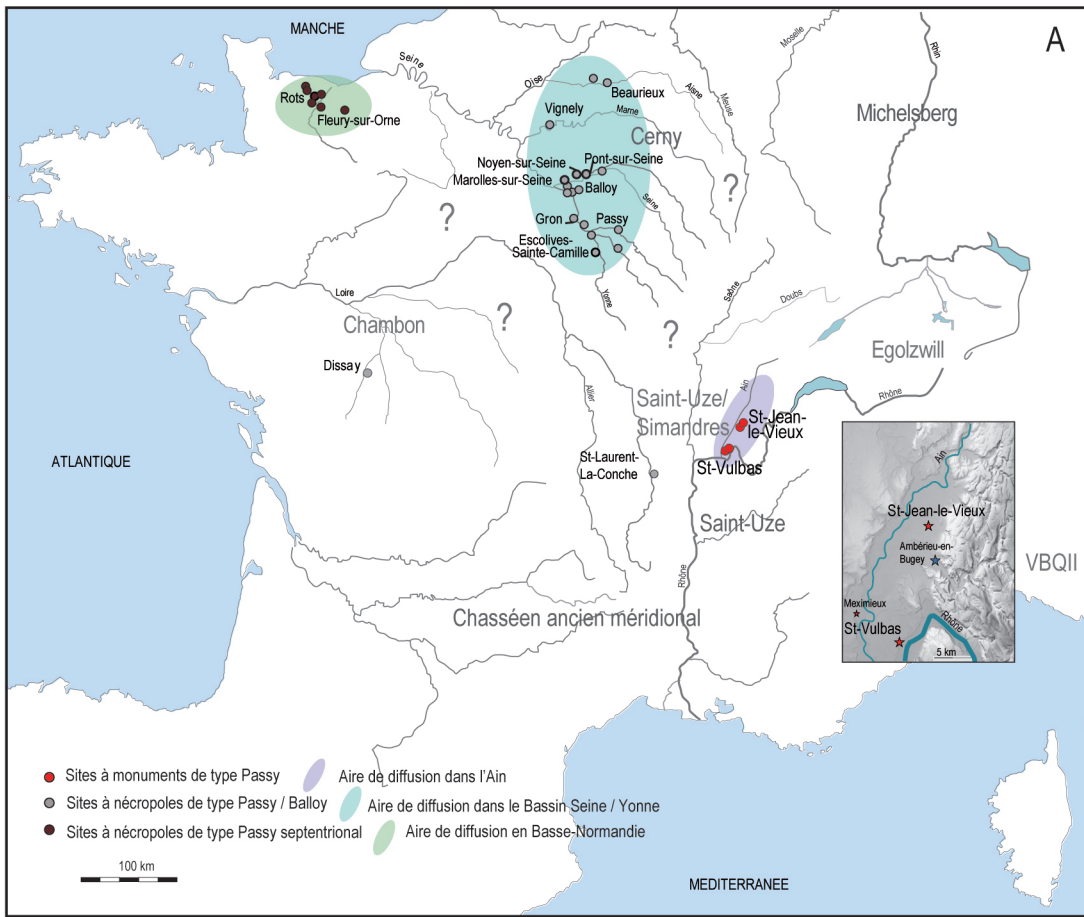 MANCHE
A
Seine
Oise
Aisne
Meuse
Moselle
Rhin
Beaurieux
Rots
Fleury-sur-Orne
Vignely
Marne
Cerny
Michelsberg
Noyen-sur-Seine
Pont-sur-Seine
Marolles-sur-Seine
Balloy
?
?
Seine
Gron
Passy
Escolives-
Sainte-Camille
Yonne
Saône
Doubs
Loire
?
?
Chambon
Egolzwill
Dissay
Allier
Ain
Rhône
Saint-Uze/
Simandres
St-Jean-
le-Vieux
ATLANTIQUE
St-Laurent-
La-Conche
St-Vulbas
Saint-Uze
Ain
St-Jean-le-Vieux
Ambérieu-en-
Bugey
Meximieux
St-Vulbas
Rhône
5 km
VBQII
Rhône
Chasséen ancien méridional
Sites à monuments de type Passy
Aire de diffusion dans l'Ain
Sites à nécropoles de type Passy / Balloy
Aire de diffusion dans le Bassin Seine / Yonne
Sites à nécropoles de type Passy septentrional
Aire de diffusion en Basse-Normandie
100 km
MEDITERRANEE